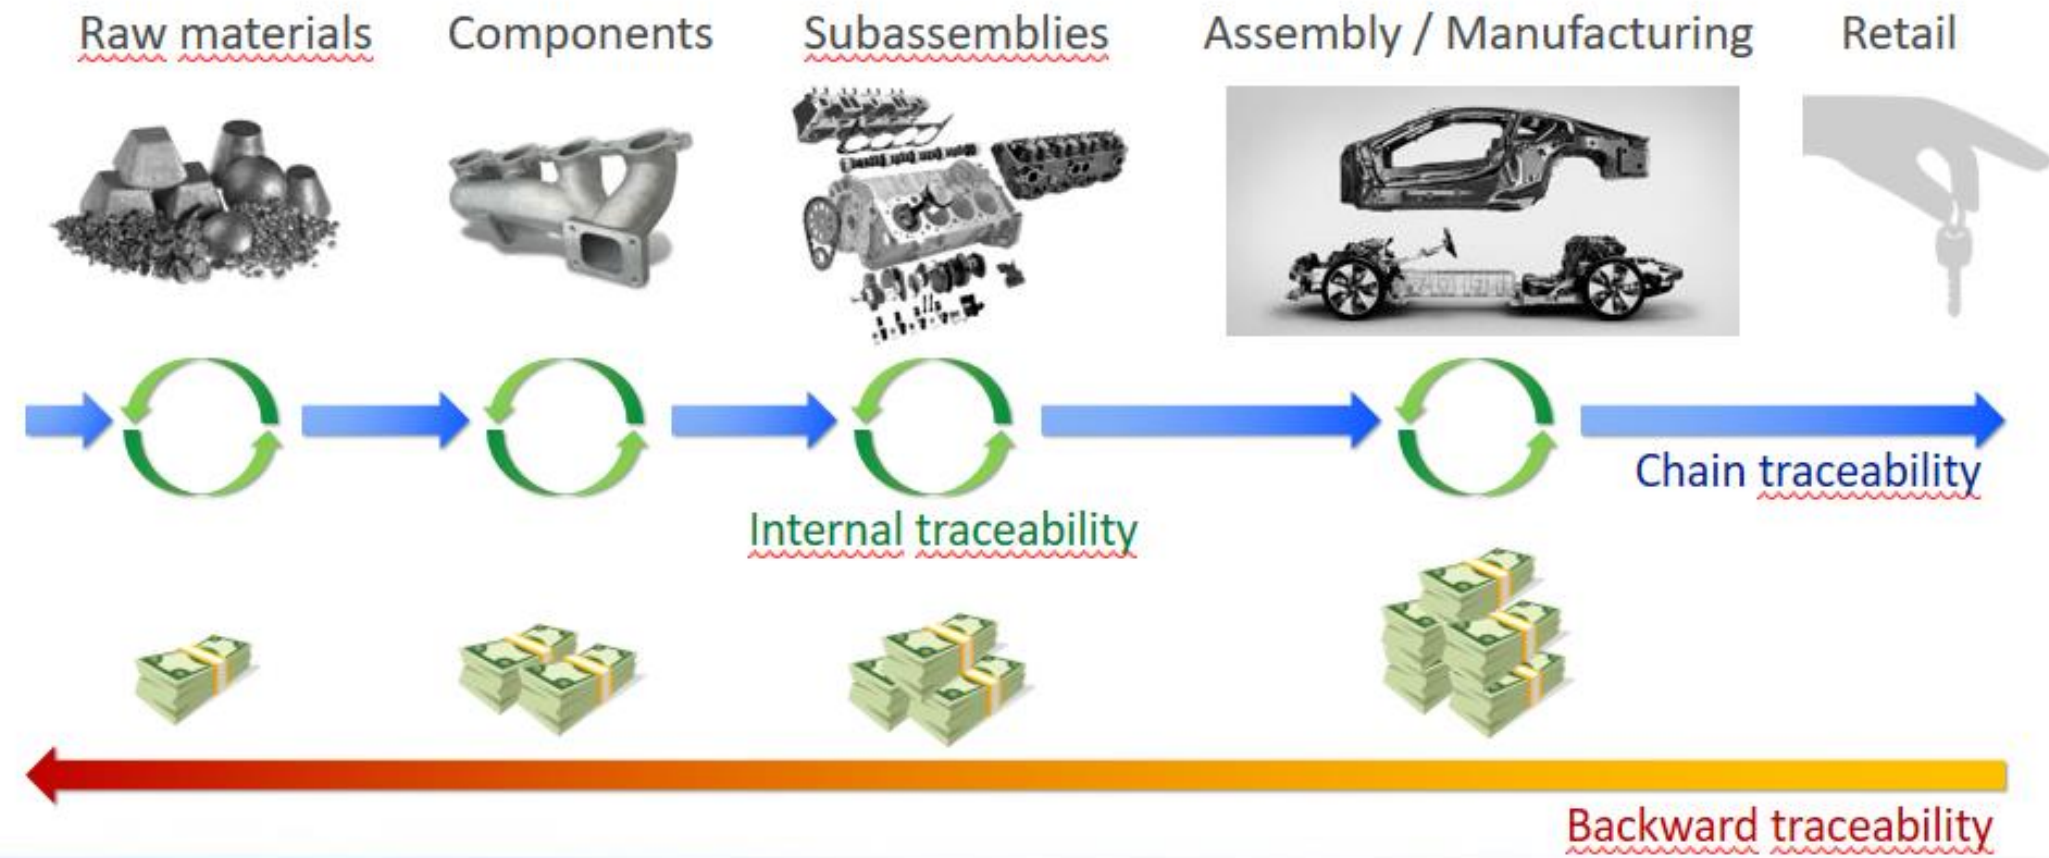 Raw materials
Components
Subassemblies
Assembly / Manufacturing
Retail
Chain traceability
Internal traceability
Backward traceability